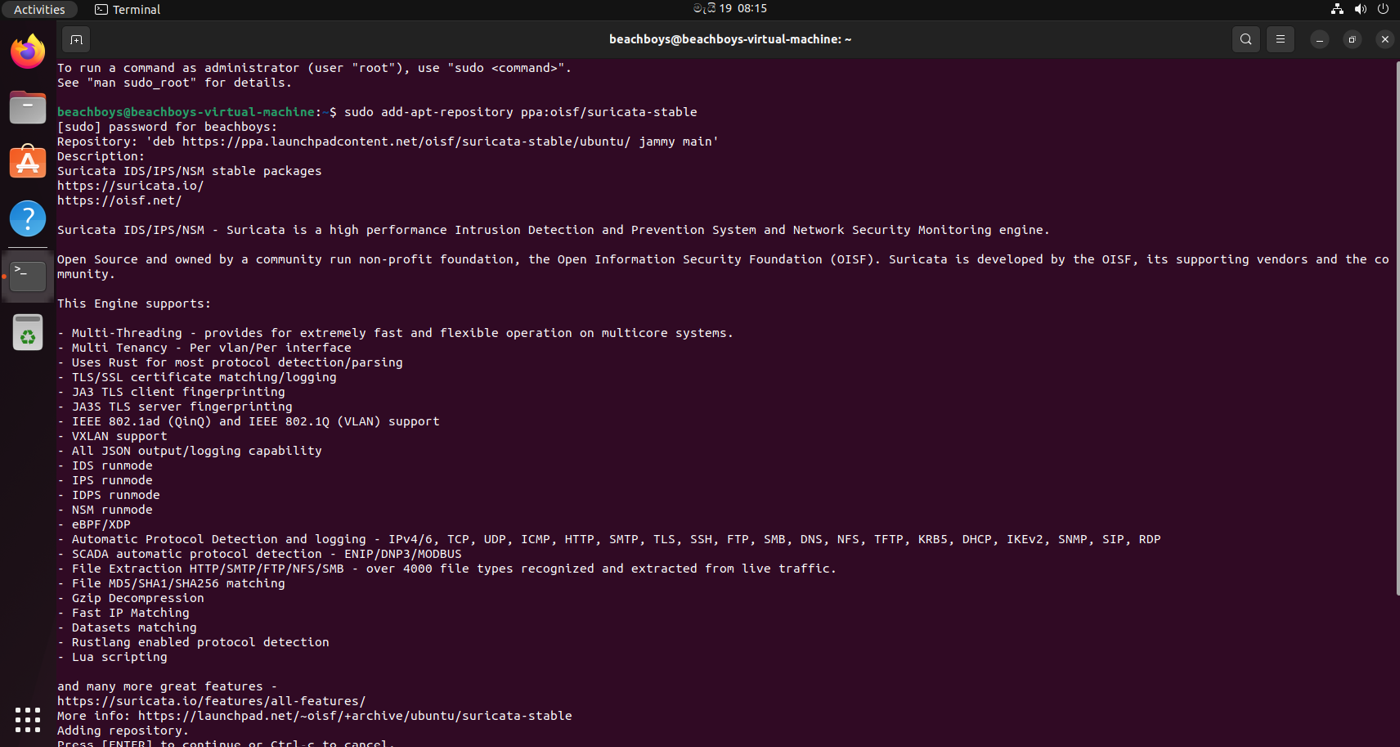 Activities
Terminal
මැයි 19 08:15
beachboys@beachboys-virtual-machine: ~
To run a command as administrator (user "root"), use "sudo <command>".
See "man sudo_root" for details.
beachboys@beachboys-virtual-machine:~$ sudo add-apt-repository ppa:oisf/suricata-stable
[sudo] password for beachboys:
Repository: 'deb https://ppa.launchpadcontent.net/oisf/suricata-stable/ubuntu/ jammy main'
Description:
Suricata IDS/IPS/NSM stable packages
https://suricata.io/
https://oisf.net/
Suricata IDS/IPS/NSM - Suricata is a high performance Intrusion Detection and Prevention System and Network Security Monitoring engine.
Open Source and owned by a community run non-profit foundation, the Open Information Security Foundation (OISF). Suricata is developed by the OISF, its supporting vendors and the co
mmunity.
This Engine supports:
- Multi-Threading - provides for extremely fast and flexible operation on multicore systems.
- Multi Tenancy - Per vlan/Per interface
- Uses Rust for most protocol detection/parsing
- TLS/SSL certificate matching/logging
- JA3 TLS client fingerprinting
- JA3S TLS server fingerprinting
- IEEE 802.1ad (QinQ) and IEEE 802.1Q (VLAN) support
- VXLAN support
- All JSON output/logging capability
- IDS runmode
- IPS runmode
- IDPS runmode
- NSM runmode
- eBPF/XDP
- Automatic Protocol Detection and logging - IPv4/6, TCP, UDP, ICMP, HTTP, SMTP, TLS, SSH, FTP, SMB, DNS, NFS, TFTP, KRB5, DHCP, IKEv2, SNMP, SIP, RDP
- SCADA automatic protocol detection - ENIP/DNP3/MODBUS
- File Extraction HTTP/SMTP/FTP/NFS/SMB - over 4000 file types recognized and extracted from live traffic.
- File MD5/SHA1/SHA256 matching
- Gzip Decompression
- Fast IP Matching
- Datasets matching
- Rustlang enabled protocol detection
- Lua scripting
and many more great features -
https://suricata.io/features/all-features/
More info: https://launchpad.net/~oisf/+archive/ubuntu/suricata-stable
Adding repository.
Press [ENTER] to continue or Ctrl-c to cancel.